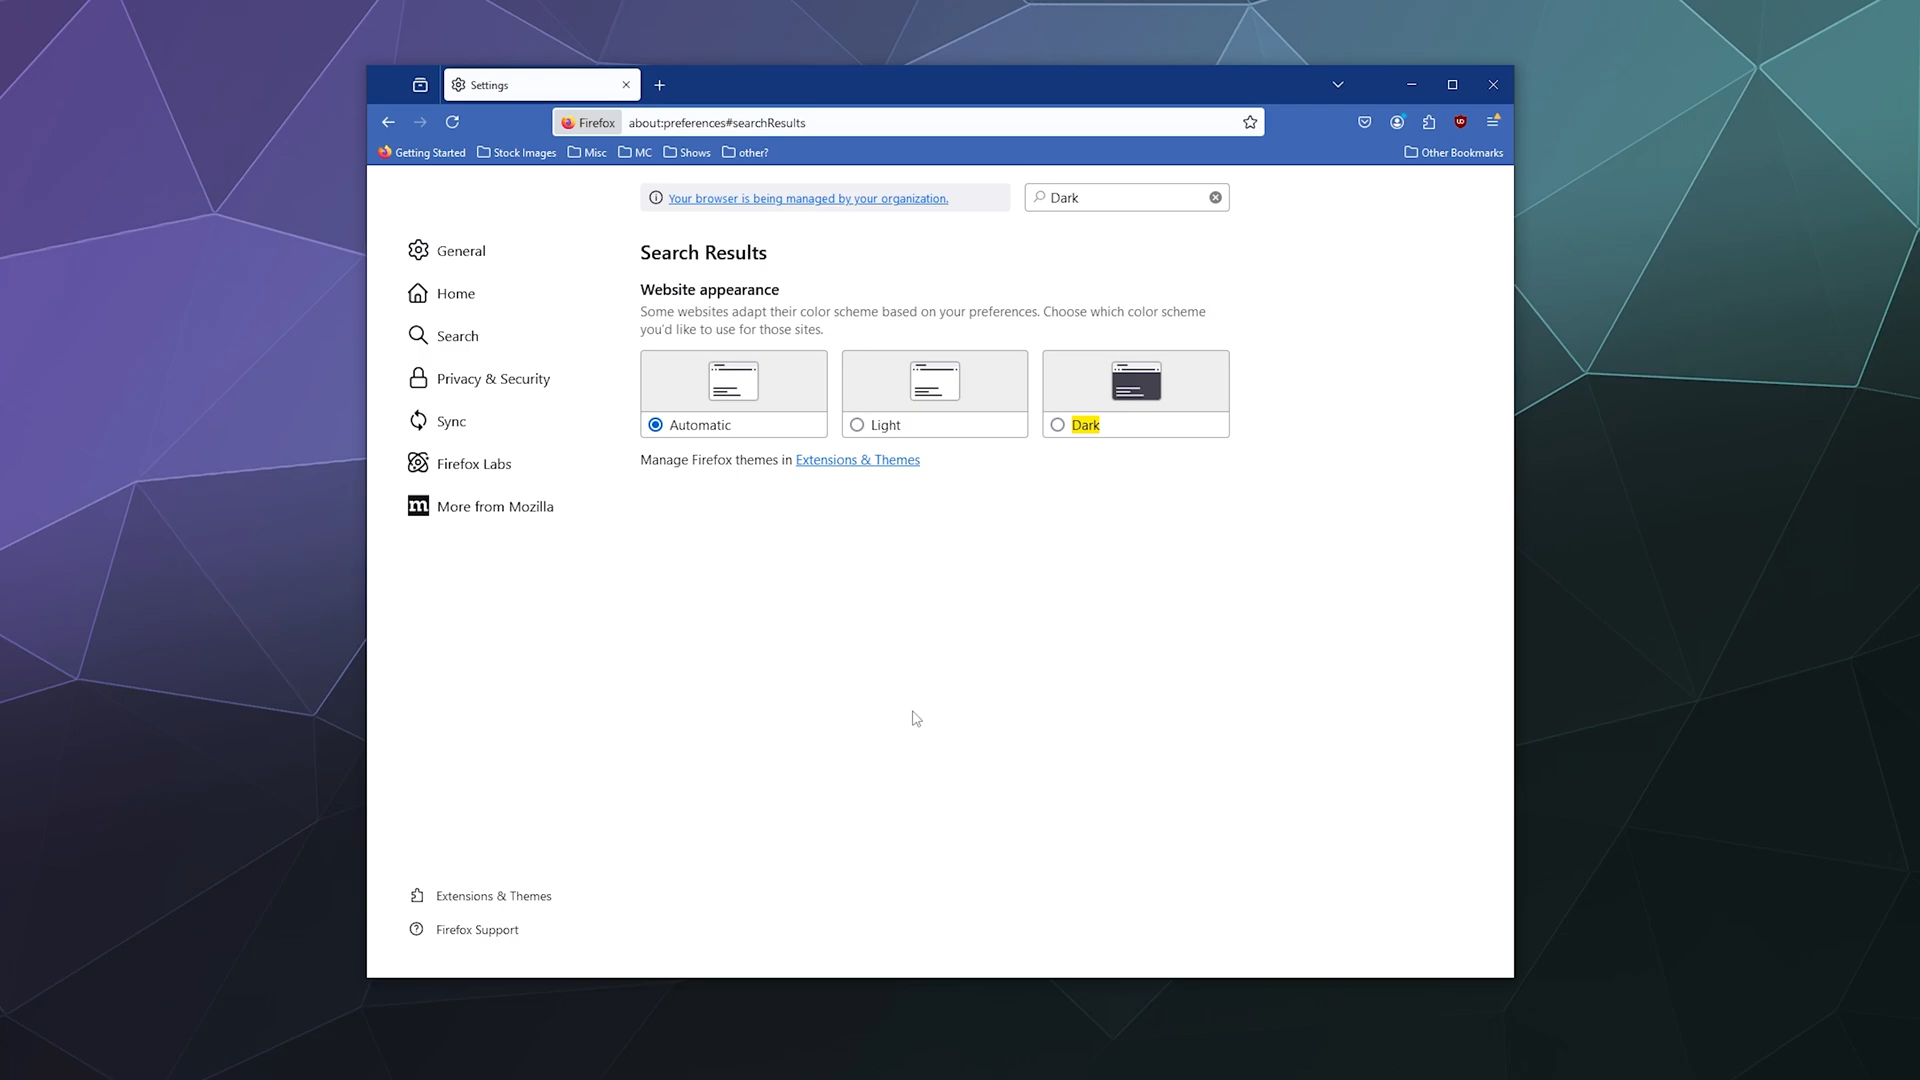 Settings
Firefox about:preferences#searchResults
Getting Started Stock Images Misc MC Shows other? Other Bookmarks
Your browser is being managed by your organization. Dark
General
Home
Search
Privacy & Security
Sync
Firefox Labs
m More from Mozilla
Search Results
Website appearance
Some websites adapt their color scheme based on your preferences. Choose which color scheme
you'd like to use for those sites.
Automatic Light Dark
Manage Firefox themes in Extensions & Themes
Extensions & Themes
Firefox Support